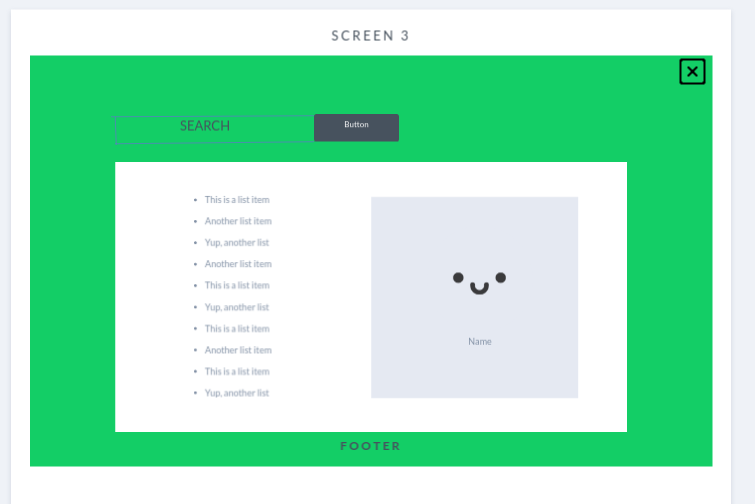 SCREEN 3
SEARCH
Button
This is a list item
Another list item
Yup, another list
Another list item
This is a list item
Yup, another list
This is a list item
Another list item
This is a list item
Yup, another list
Name
FOOTER